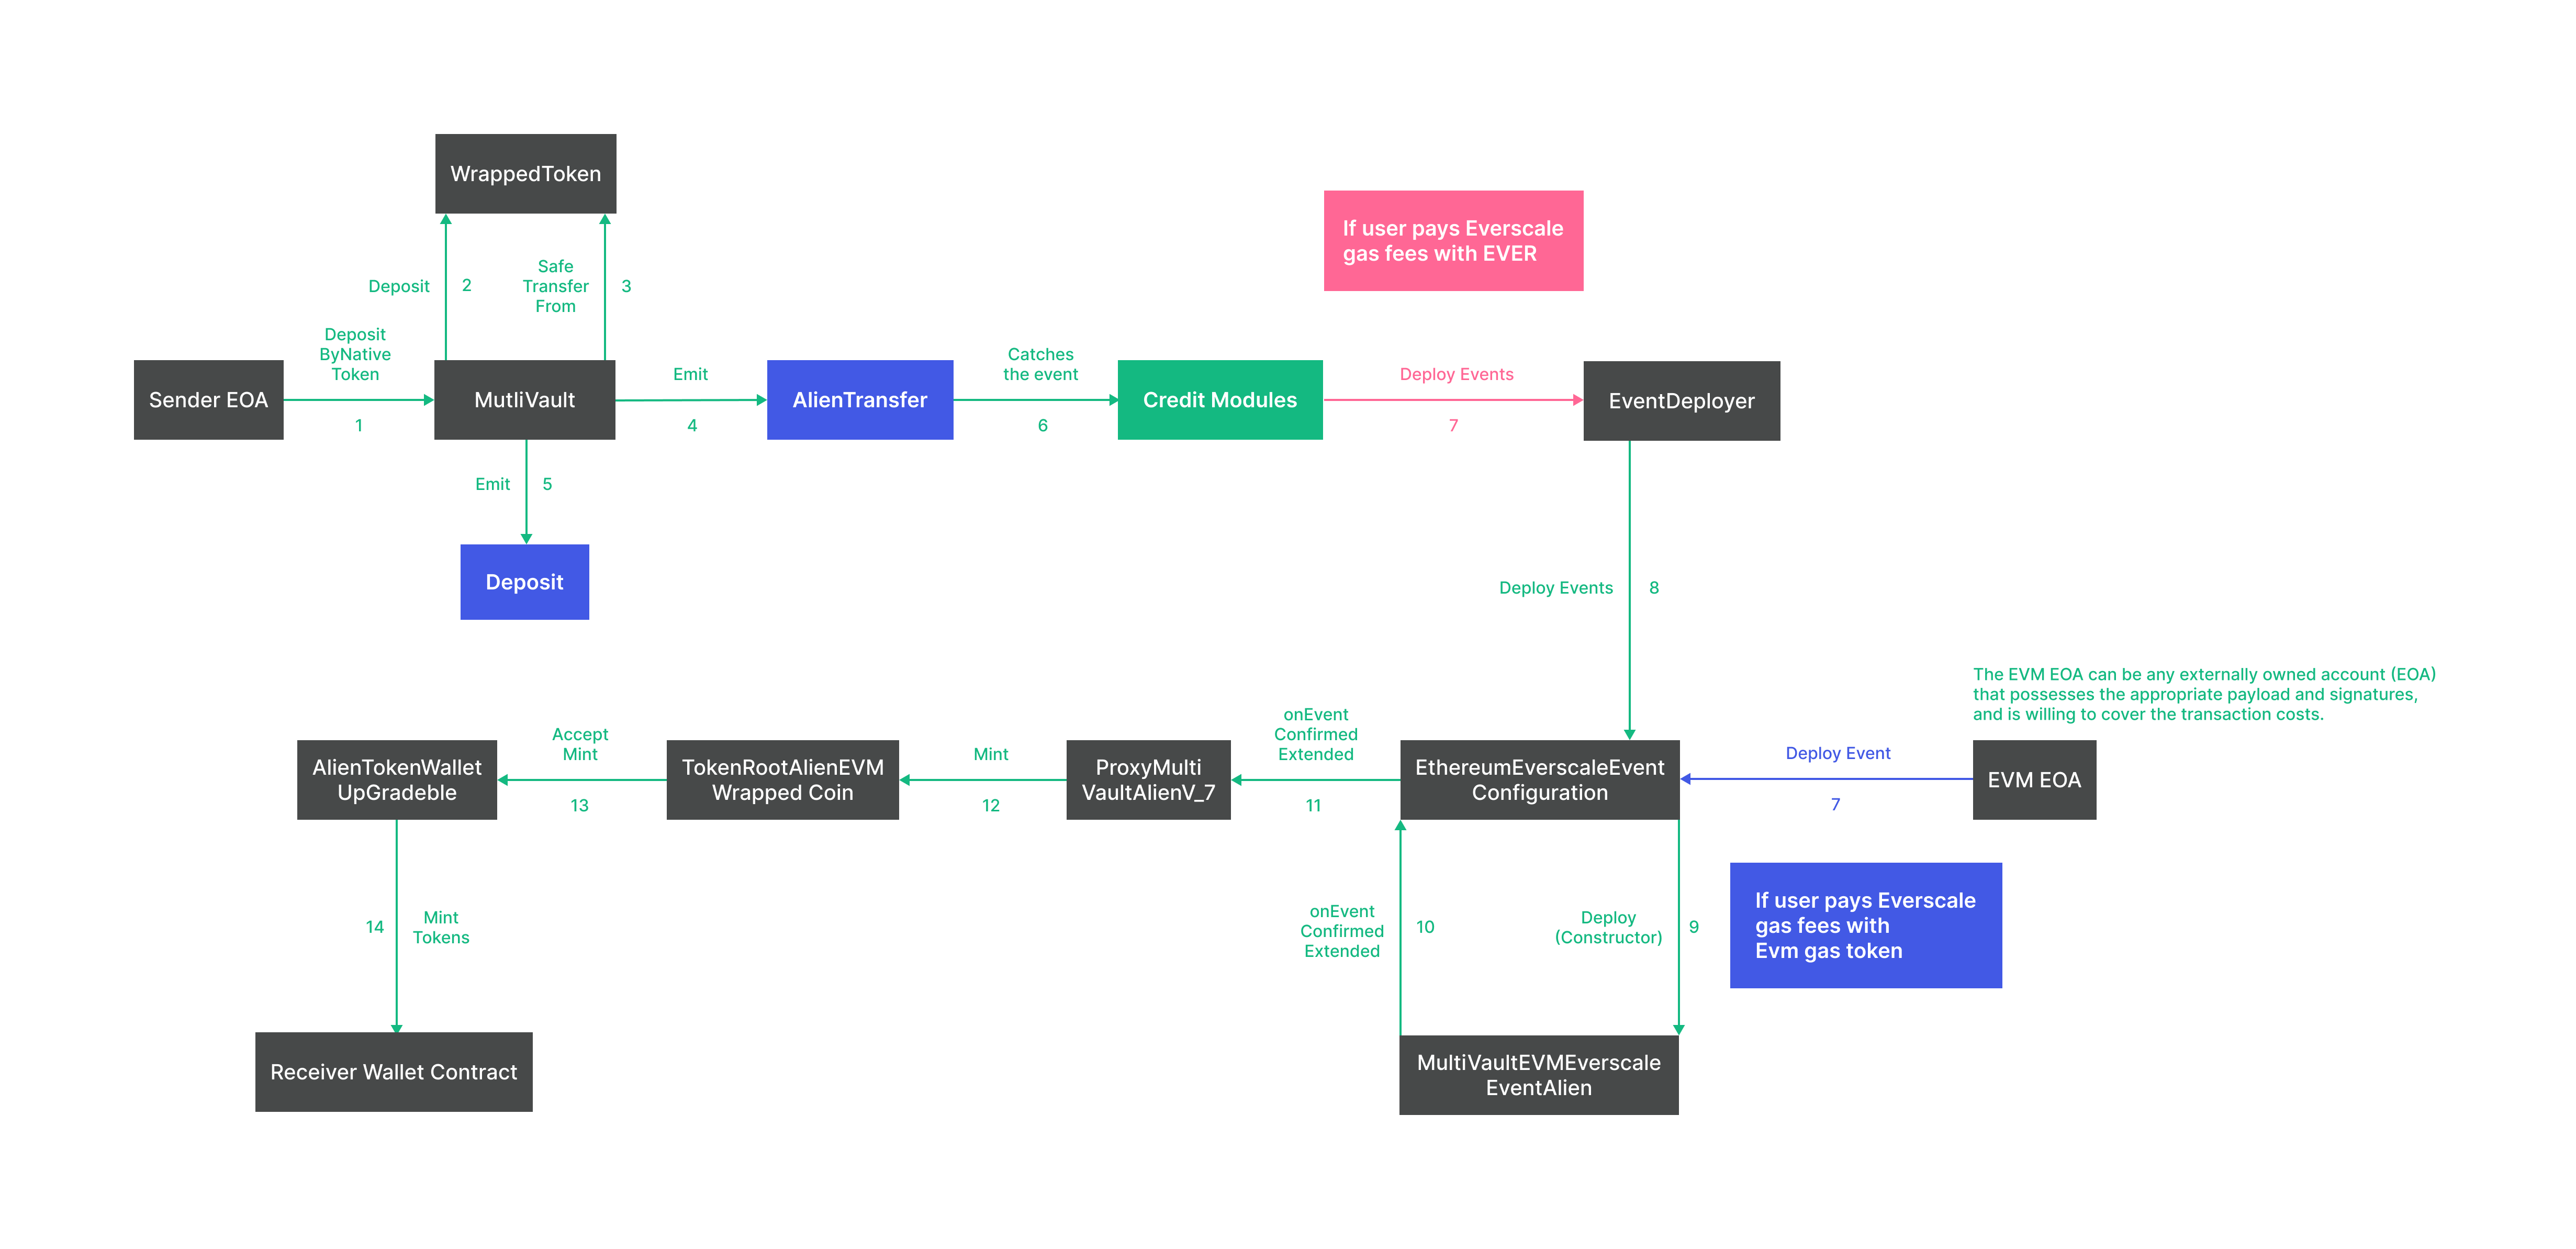 WrappedToken
If user pays Everscale
gas fees with EVER
Deposit
2
Safe
Transfer
From
3
Deposit
ByNative
Token
1
Sender EOA
MutliVault
Emit
4
AlienTransfer
Catches
the event
6
Credit Modules
Deploy Events
7
EventDeployer
Emit
5
Deposit
Deploy Events
8
The EVM EOA can be any externally owned account (EOA)
that possesses the appropriate payload and signatures,
and is willing to cover the transaction costs.
AlienTokenWallet
UpGradeble
Accept
Mint
13
TokenRootAlienEVM
Wrapped Coin
Mint
12
ProxyMulti
VaultAlienV_7
onEvent
Confirmed
Extended
11
EthereumEverscaleEvent
Configuration
Deploy Event
7
EVM EOA
14
Mint
Tokens
onEvent
Confirmed
Extended
10
Deploy
(Constructor)
9
If user pays Everscale
gas fees with
Evm gas token
Receiver Wallet Contract
MultiVaultEVMEverscale
EventAlien